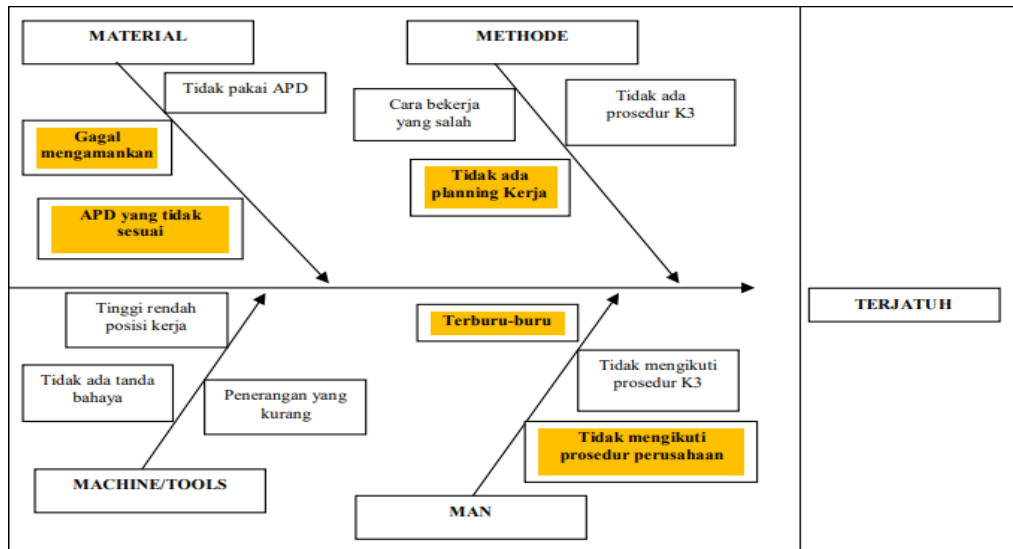 MATERIAL
METHODE
Tidak pakai APD
Cara bekerja
yang salah
Tidak ada
prosedur K3
Gagal
mengamankan
Tidak ada
planning Kerja
APD yang tidak
sesuai
Tinggi rendah
posisi kerja
Terburu-buru
TERJATUH
Tidak ada tanda
bahaya
Penerangan yang
kurang
Tidak mengikuti
prosedur K3
Tidak mengikuti
prosedur perusahaan
MACHINE/TOOLS
MAN